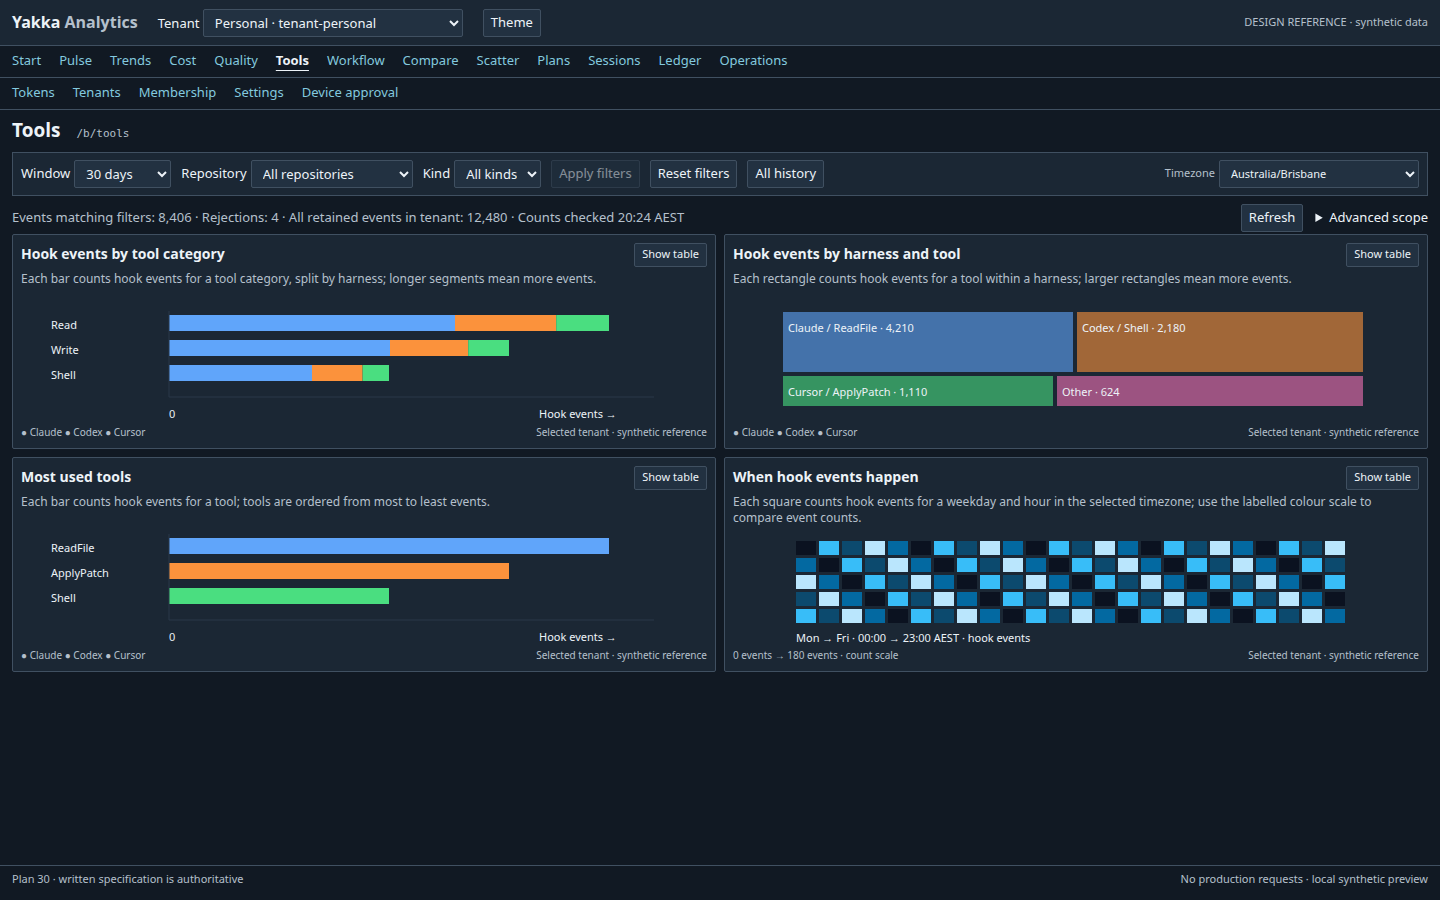 Yakka Analytics Tenant Personal · tenant-personal Theme DESIGN REFERENCE · synthetic data
Start Pulse Trends Cost Quality Tools Workflow Compare Scatter Plans Sessions Ledger Operations
Tokens Tenants Membership Settings Device approval
Tools /b/tools
Window 30 days Repository All repositories Kind All kinds Apply filters Reset filters All history Timezone Australia/Brisbane
Events matching filters: 8,406 · Rejections: 4 · All retained events in tenant: 12,480 · Counts checked 20:24 AEST Refresh ▶ Advanced scope
Hook events by tool category Show table
Each bar counts hook events for a tool category, split by harness; longer segments mean more events.
Read
Write
Shell
0 Hook events →
● Claude ● Codex ● Cursor Selected tenant · synthetic reference
Hook events by harness and tool Show table
Each rectangle counts hook events for a tool within a harness; larger rectangles mean more events.
Claude / ReadFile · 4,210 Codex / Shell · 2,180
Cursor / ApplyPatch · 1,110 Other · 624
● Claude ● Codex ● Cursor Selected tenant · synthetic reference
Most used tools Show table
Each bar counts hook events for a tool; tools are ordered from most to least events.
ReadFile
ApplyPatch
Shell
0 Hook events →
● Claude ● Codex ● Cursor Selected tenant · synthetic reference
When hook events happen Show table
Each square counts hook events for a weekday and hour in the selected timezone; use the labelled colour scale to
compare event counts.
Mon → Fri · 00:00 → 23:00 AEST · hook events
0 events → 180 events · count scale Selected tenant · synthetic reference
Plan 30 · written specification is authoritative No production requests · local synthetic preview